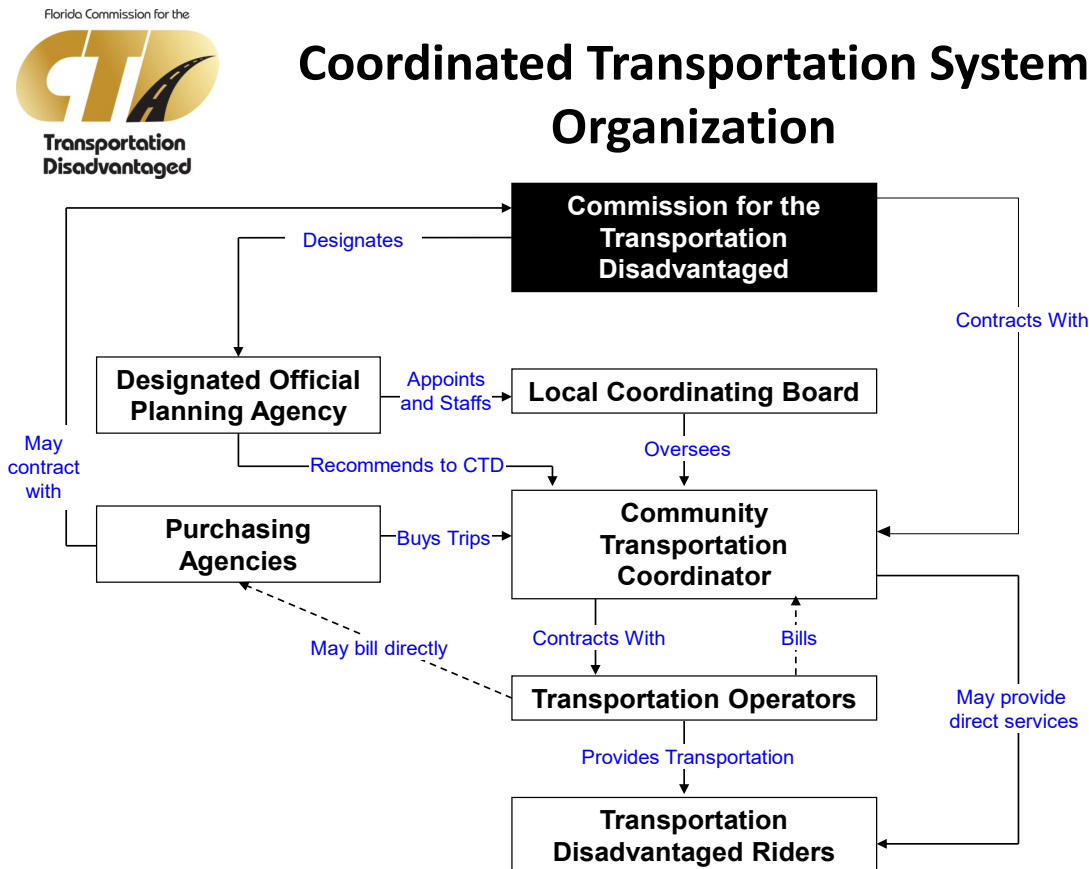 Florida Commission for the
CTD
Transportation
Disadvantaged
Coordinated Transportation System
Organization
Commission for the
Transportation
Disadvantaged
Designates
Contracts With
Designated Official
Planning Agency
Appoints
and Staffs
Local Coordinating Board
May
contract
with
Recommends to CTD
Oversees
Purchasing
Agencies
Buys Trips
Community
Transportation
Coordinator
May bill directly
Contracts With
Bills
Transportation Operators
May provide
direct services
Provides Transportation
Transportation
Disadvantaged Riders